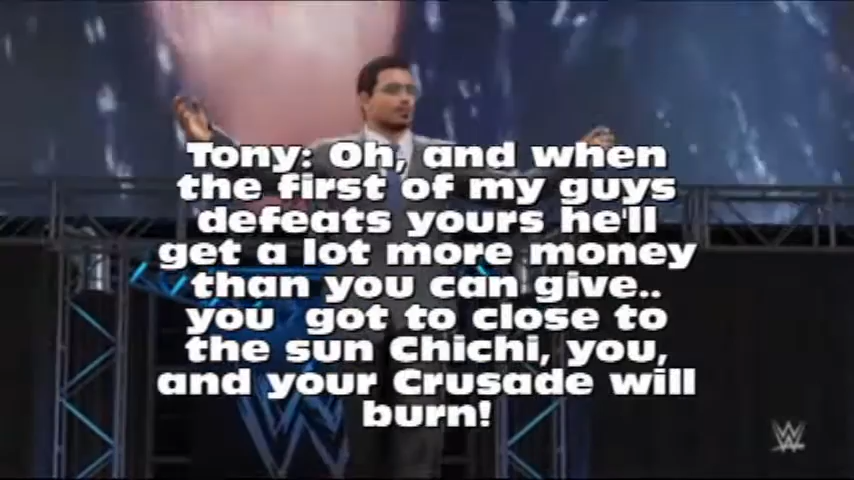 Tony: Oh, and when
the first of my guys
defeats yours he'll
get a lot more money
than you can give..
you got to close to
the sun Chichi, you,
and your Crusade will
burn!